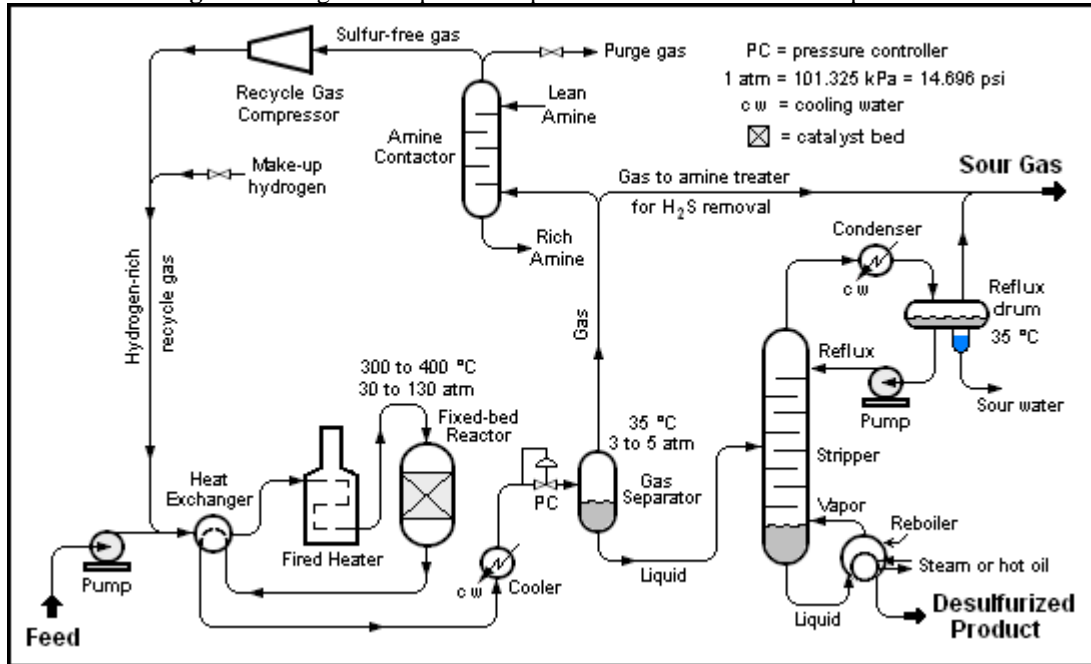 Sulfur-free gas
Purge gas
PC = pressure controller
1 atm = 101.325 kPa = 14.696 psi
c w = cooling water
= catalyst bed
Recycle Gas
Compressor
Lean
Amine
Amine
Contactor
Make-up
hydrogen
Sour Gas
Gas to amine treater
for H₂S removal
Rich
Amine
Condenser
c w
Reflux
drum
35 °C
Hydrogen-rich
recycle gas
Gas
300 to 400 °C
30 to 130 atm
Reflux
Fixed-bed
Reactor
Pump
Sour water
35 °C
3 to 5 atm
Heat
Exchanger
Gas
Separator
Stripper
PC
Vapor
Reboiler
Fired Heater
Steam or hot oil
Pump
c w
Cooler
Liquid
Liquid
Desulfurized
Product
Feed